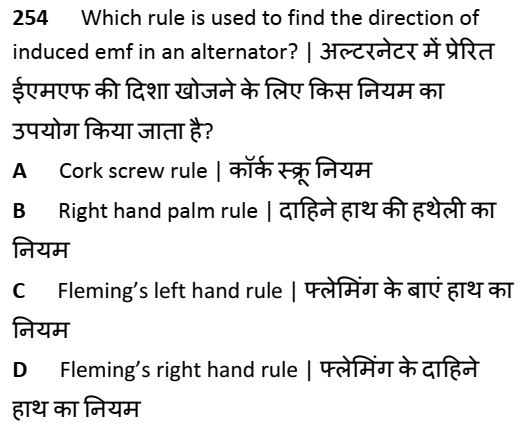 254 Which rule is used to find the direction of
induced emf in an alternator? | अल्टरनेटर में प्रेरित
ईएमएफ की दिशा खोजने के लिए किस नियम का
उपयोग किया जाता है?
A Cork screw rule | कॉर्क स्क्रू नियम
B Right hand palm rule | दाहिने हाथ की हथेली का
नियम
C Fleming’s left hand rule | फ्लेमिंग के बाएं हाथ का
नियम
D Fleming’s right hand rule | फ्लेमिंग के दाहिने
हाथ का नियम